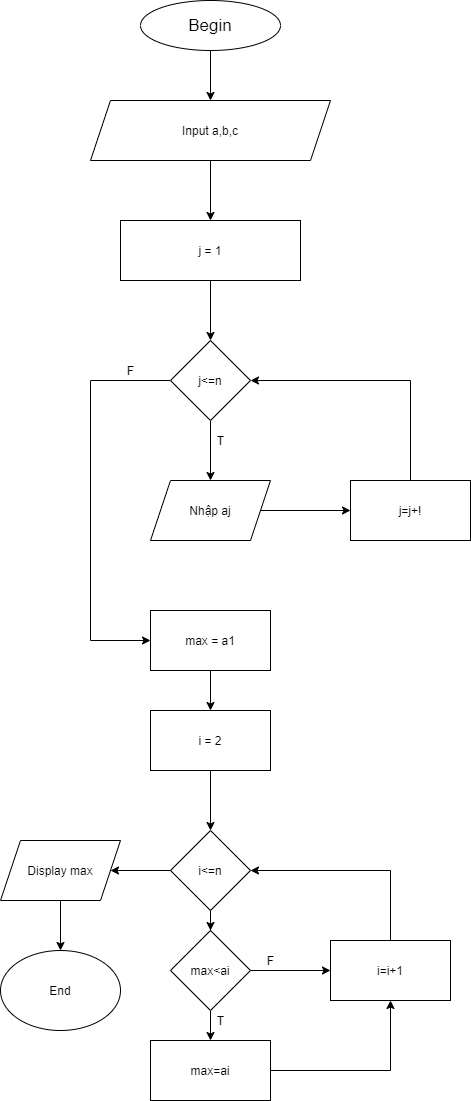 Begin
Input a,b,c
j = 1
F
j<=n
T
Nhập aj
j=j+!
max = a1
i = 2
Display max
i<=n
End
max<ai
F
i=i+1
T
max=ai